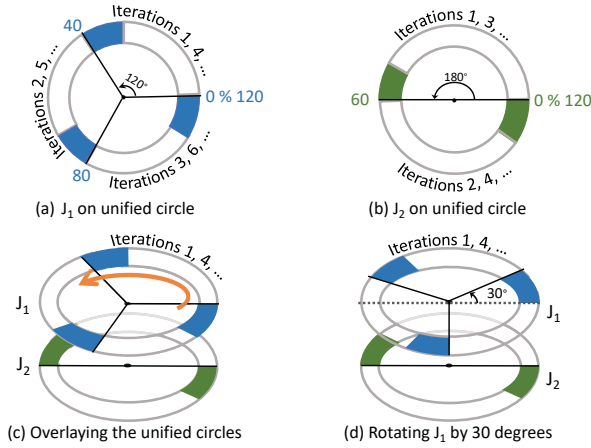 40
Iterations 1, 4, ...
Iterations 2, 5, ...
120°
0 % 120
80
Iterations 3, 6, ...
(a) J₁ on unified circle
Iterations 1, 3, ...
180°
60
0 % 120
Iterations 2, 4, ...
(b) J₂ on unified circle
Iterations 1, 4, ...
J₁
J₂
(c) Overlaying the unified circles
Iterations 1, 4, ...
30°
J₁
J₂
(d) Rotating J₁ by 30 degrees